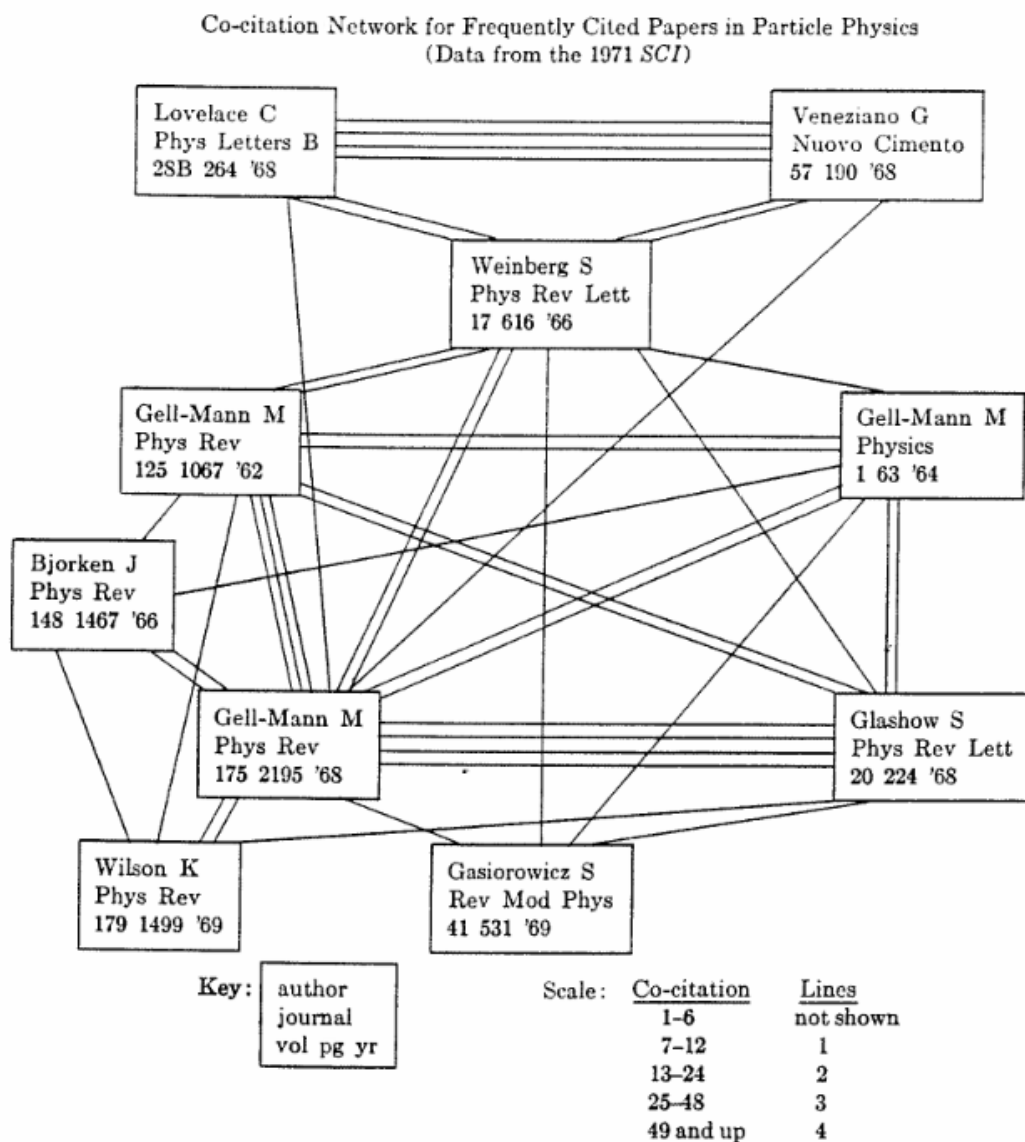 Co-citation Network for Frequently Cited Papers in Particle Physics
(Data from the 1971 SCI)
Lovelace C
Phys Letters B
28B 264 '68
Veneziano G
Nuovo Cimento
57 190 '68
Weinberg S
Phys Rev Lett
17 616 '66
Gell-Mann M
Phys Rev
125 1067 '62
Gell-Mann M
Physics
1 63 '64
Bjorken J
Phys Rev
148 1467 '66
Gell-Mann M
Phys Rev
175 2195 '68
Glashow S
Phys Rev Lett
20 224 '68
Wilson K
Phys Rev
179 1499 '69
Gasiorowicz S
Rev Mod Phys
41 531 '69
Key: author
journal
vol pg yr
Scale: Co-citation Lines
1-6 not shown
7-12 1
13-24 2
25-48 3
49 and up 4